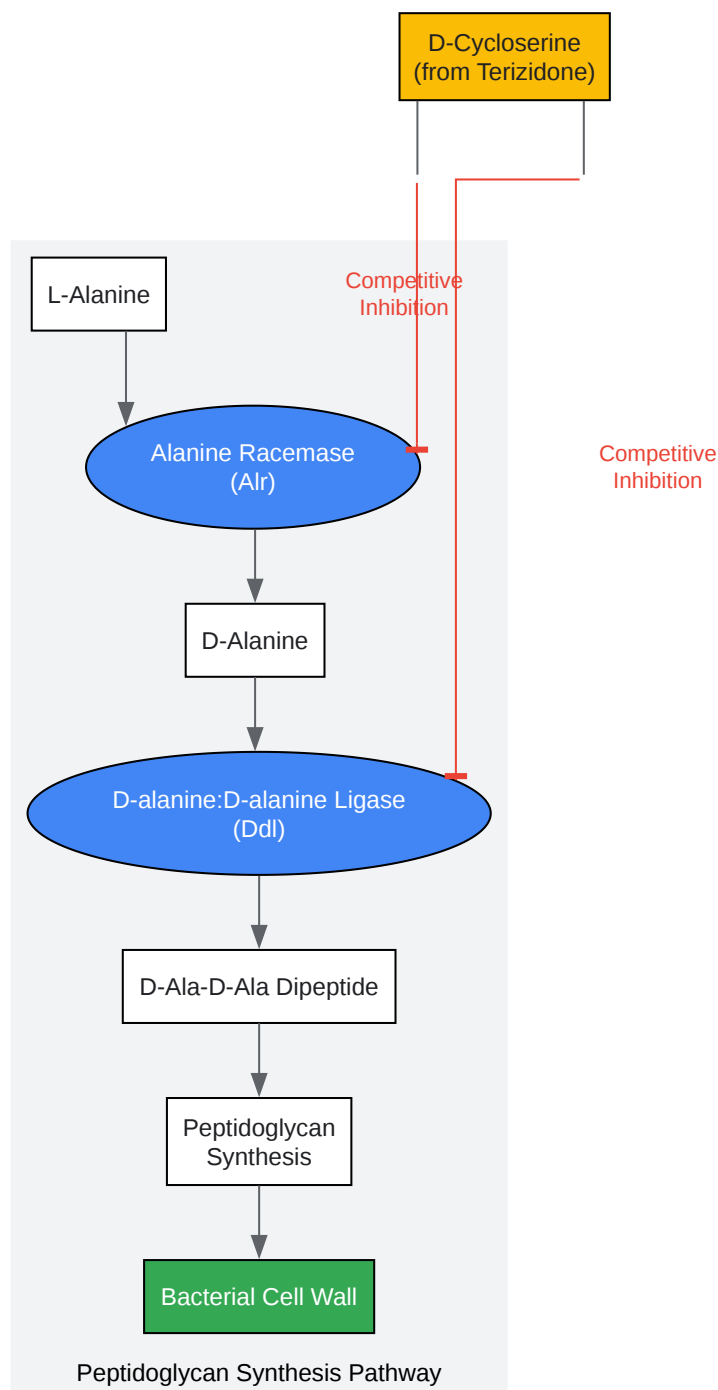 D-Cycloserine
(from Terizidone)
L-Alanine
Competitive
Inhibition
Alanine Racemase
(Alr)
Competitive
Inhibition
D-Alanine
D-alanine:D-alanine Ligase
(Ddl)
D-Ala-D-Ala Dipeptide
Peptidoglycan
Synthesis
Bacterial Cell Wall
Peptidoglycan Synthesis Pathway